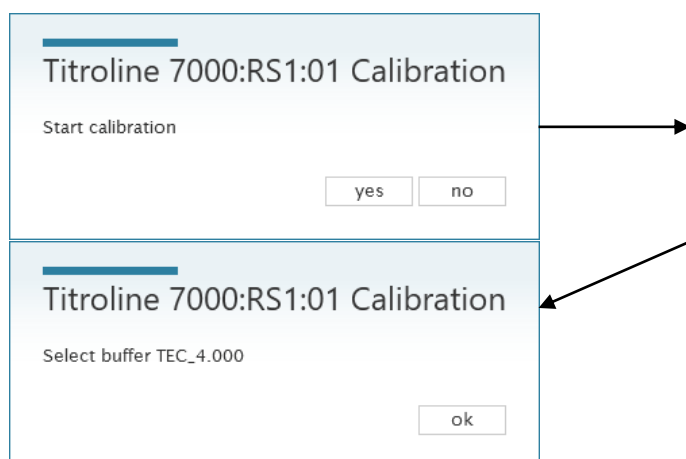 Titroline 7000:RS1:01 Calibration
Start calibration
yes no
Titroline 7000:RS1:01 Calibration
Select buffer TEC_4.000
ok